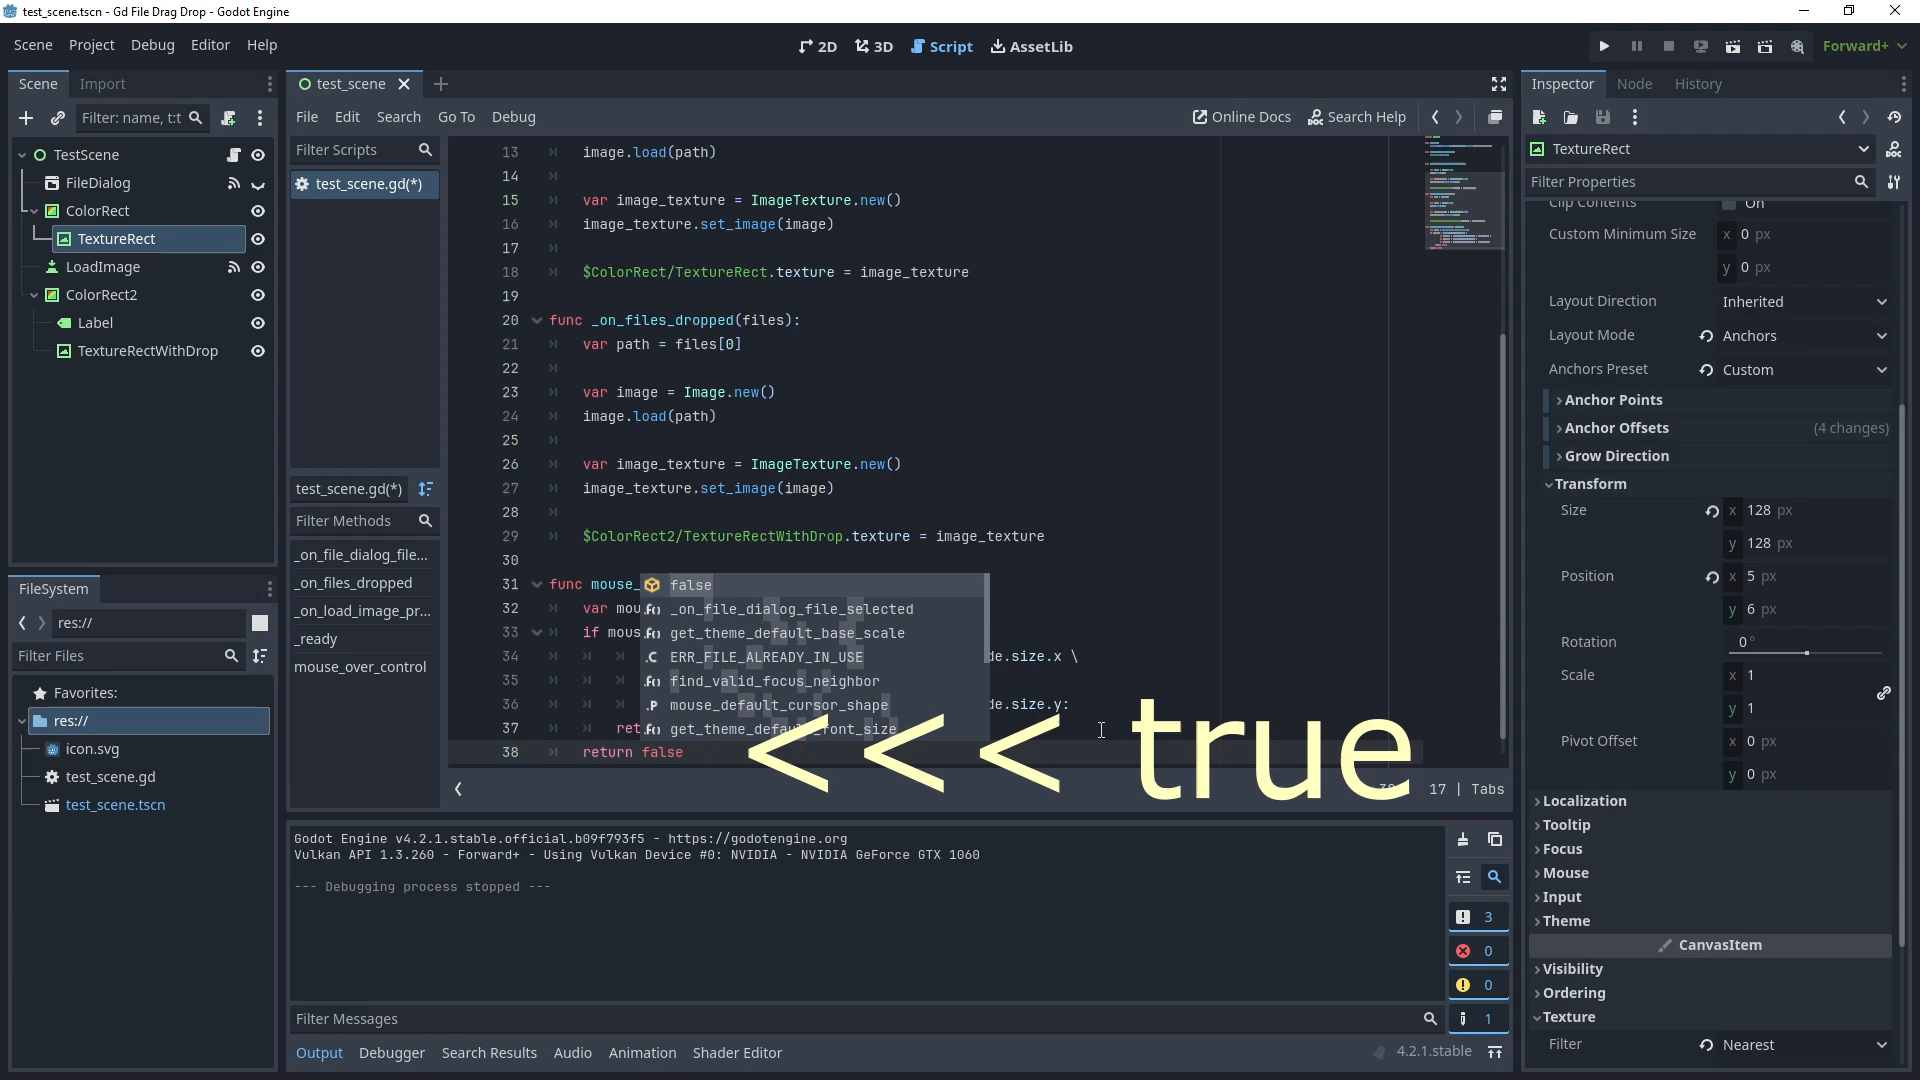 test_scene.tscn - Gd File Drag Drop - Godot Engine
Scene Project Debug Editor Help
2D 3D Script AssetLib
Forward+
Scene Import
Filter: name, t:t
TestScene
FileDialog
ColorRect
TextureRect
LoadImage
ColorRect2
Label
TextureRectWithDrop
FileSystem
res://
Filter Files
Favorites:
res://
icon.svg
test_scene.gd
test_scene.tscn
test_scene
File Edit Search Go To Debug
Online Docs Search Help
Filter Scripts
test_scene.gd(*)
test_scene.gd(*)
Filter Methods
_on_file_dialog_file...
_on_files_dropped
_on_load_image_pr...
_ready
mouse_over_control
13 image.load(path)
14
15 var image_texture = ImageTexture.new()
16 image_texture.set_image(image)
17
18 $ColorRect/TextureRect.texture = image_texture
19
20 func _on_files_dropped(files):
21 var path = files[0]
22
23 var image = Image.new()
24 image.load(path)
25
26 var image_texture = ImageTexture.new()
27 image_texture.set_image(image)
28
29 $ColorRect2/TextureRectWithDrop.texture = image_texture
30
31 func mouse_
32 var mou
33 if mous
34 de.size.x \
35
36 de.size.y:
37 ret
38 return false
false
_on_file_dialog_file_selected
get_theme_default_base_scale
ERR_FILE_ALREADY_IN_USE
find_valid_focus_neighbor
mouse_default_cursor_shape
get_theme_default_font_size
<<< true
17 | Tabs
Godot Engine v4.2.1.stable.official.b09f793f5 - https://godotengine.org
Vulkan API 1.3.260 - Forward+ - Using Vulkan Device #0: NVIDIA - NVIDIA GeForce GTX 1060
--- Debugging process stopped ---
3
0
0
1
Filter Messages
Output Debugger Search Results Audio Animation Shader Editor
4.2.1.stable
Inspector Node History
TextureRect
Filter Properties
Clip Contents On
Custom Minimum Size x 0 px
y 0 px
Layout Direction Inherited
Layout Mode Anchors
Anchors Preset Custom
Anchor Points
Anchor Offsets (4 changes)
Grow Direction
Transform
Size x 128 px
y 128 px
Position x 5 px
y 6 px
Rotation 0°
Scale x 1
y 1
Pivot Offset x 0 px
y 0 px
Localization
Tooltip
Focus
Mouse
Input
Theme
CanvasItem
Visibility
Ordering
Texture
Filter Nearest